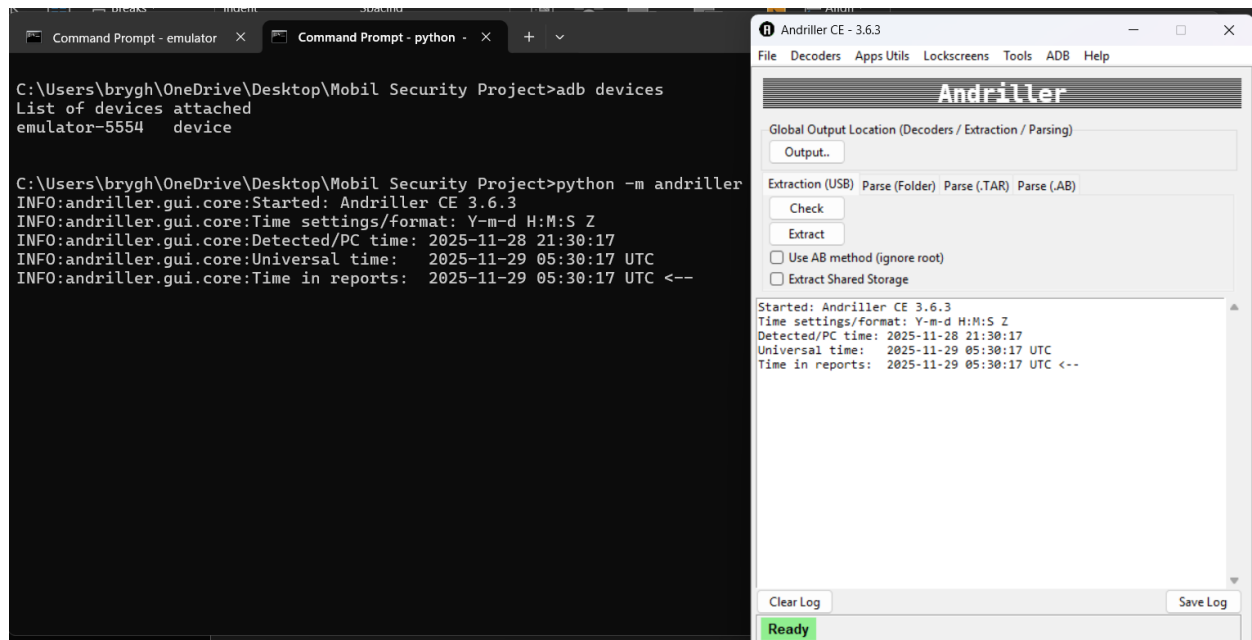 Breaks Indent Spacing Align
Command Prompt - emulator × Command Prompt - python - × +
C:\Users\brygh\OneDrive\Desktop\Mobil Security Project>adb devices
List of devices attached
emulator-5554 device
C:\Users\brygh\OneDrive\Desktop\Mobil Security Project>python -m andriller
INFO:andriller.gui.core:Started: Andriller CE 3.6.3
INFO:andriller.gui.core:Time settings/format: Y-m-d H:M:S Z
INFO:andriller.gui.core:Detected/PC time: 2025-11-28 21:30:17
INFO:andriller.gui.core:Universal time: 2025-11-29 05:30:17 UTC
INFO:andriller.gui.core:Time in reports: 2025-11-29 05:30:17 UTC <--
Andriller CE - 3.6.3
File Decoders Apps Utils Lockscreens Tools ADB Help
Andriller
Global Output Location (Decoders / Extraction / Parsing)
Output..
Extraction (USB) Parse (Folder) Parse (.TAR) Parse (.AB)
Check
Extract
Use AB method (ignore root)
Extract Shared Storage
Started: Andriller CE 3.6.3
Time settings/format: Y-m-d H:M:S Z
Detected/PC time: 2025-11-28 21:30:17
Universal time: 2025-11-29 05:30:17 UTC
Time in reports: 2025-11-29 05:30:17 UTC <--
Clear Log Save Log
Ready